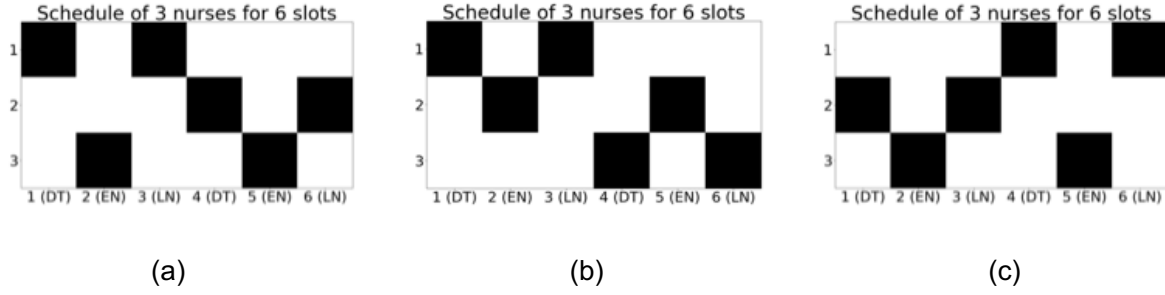 Schedule of 3 nurses for 6 slots
1
2
3
1 (DT) 2 (EN) 3 (LN) 4 (DT) 5 (EN) 6 (LN)
(a)
Schedule of 3 nurses for 6 slots
1
2
3
1 (DT) 2 (EN) 3 (LN) 4 (DT) 5 (EN) 6 (LN)
(b)
Schedule of 3 nurses for 6 slots
1
2
3
1 (DT) 2 (EN) 3 (LN) 4 (DT) 5 (EN) 6 (LN)
(c)